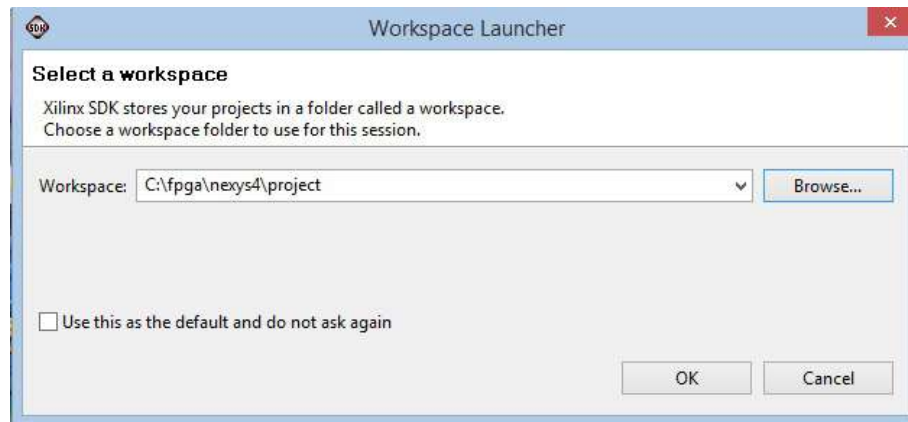 SDK
Workspace Launcher
Select a workspace
Xilinx SDK stores your projects in a folder called a workspace.
Choose a workspace folder to use for this session.
Workspace: C:\fpga\nexys4\project Browse...
Use this as the default and do not ask again
OK Cancel